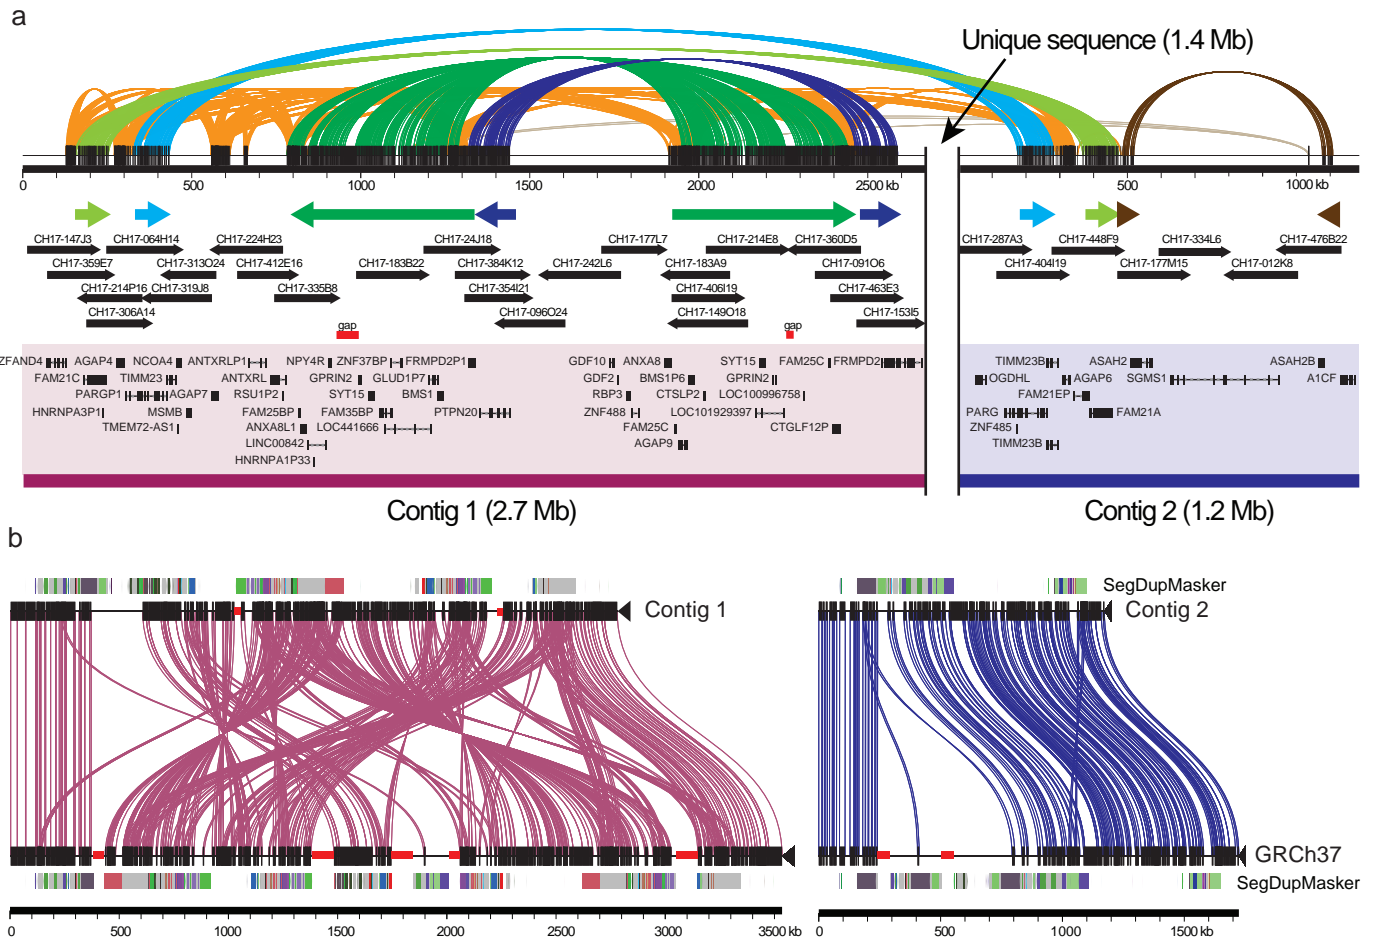 a
Unique sequence (1.4 Mb)
0 500 1000 1500 2000 2500 kb 500 1000 kb
CH17-147J3 CH17-064H14 CH17-224H23 CH17-24J18 CH17-177L7 CH17-214E8 CH17-360D5 CH17-287A3 CH17-448F9 CH17-334L6 CH17-476B22
CH17-359E7 CH17-313O24 CH17-412E16 CH17-183B22 CH17-384K12 CH17-242L6 CH17-183A9 CH17-091O6 CH17-404I19 CH17-177M15 CH17-012K8
CH17-214P16 CH17-319J8 CH17-335B8 CH17-354I21 CH17-406I19 CH17-463E3
CH17-306A14 CH17-096O24 CH17-149O18 CH17-153I5
gap gap
ZFAND4 AGAP4 NCOA4 ANTXRLP1 NPY4R ZNF37BP FRMPD2P1 GDF10 ANXA8 SYT15 FAM25C FRMPD2 TIMM23B ASAH2 ASAH2B
FAM21C TIMM23 ANTXRL GPRIN2 GLUD1P7 GDF2 BMS1P6 GPRIN2 OGDHL AGAP6 SGMS1 A1CF
PARGP1 AGAP7 RSU1P2 SYT15 BMS1 RBP3 CTSLP2 LOC100996758 FAM21EP
HNRNPA3P1 MSMB FAM25BP FAM35BP PTPN20 ZNF488 LOC101929397 PARG FAM21A
TMEM72-AS1 ANXA8L1 LOC441666 FAM25C CTGLF12P ZNF485
LINC00842 AGAP9 TIMM23B
HNRNPA1P33
Contig 1 (2.7 Mb) Contig 2 (1.2 Mb)
b
SegDupMasker
Contig 1 Contig 2
GRCh37
SegDupMasker
0 500 1000 1500 2000 2500 3000 3500 kb 0 500 1000 1500 kb